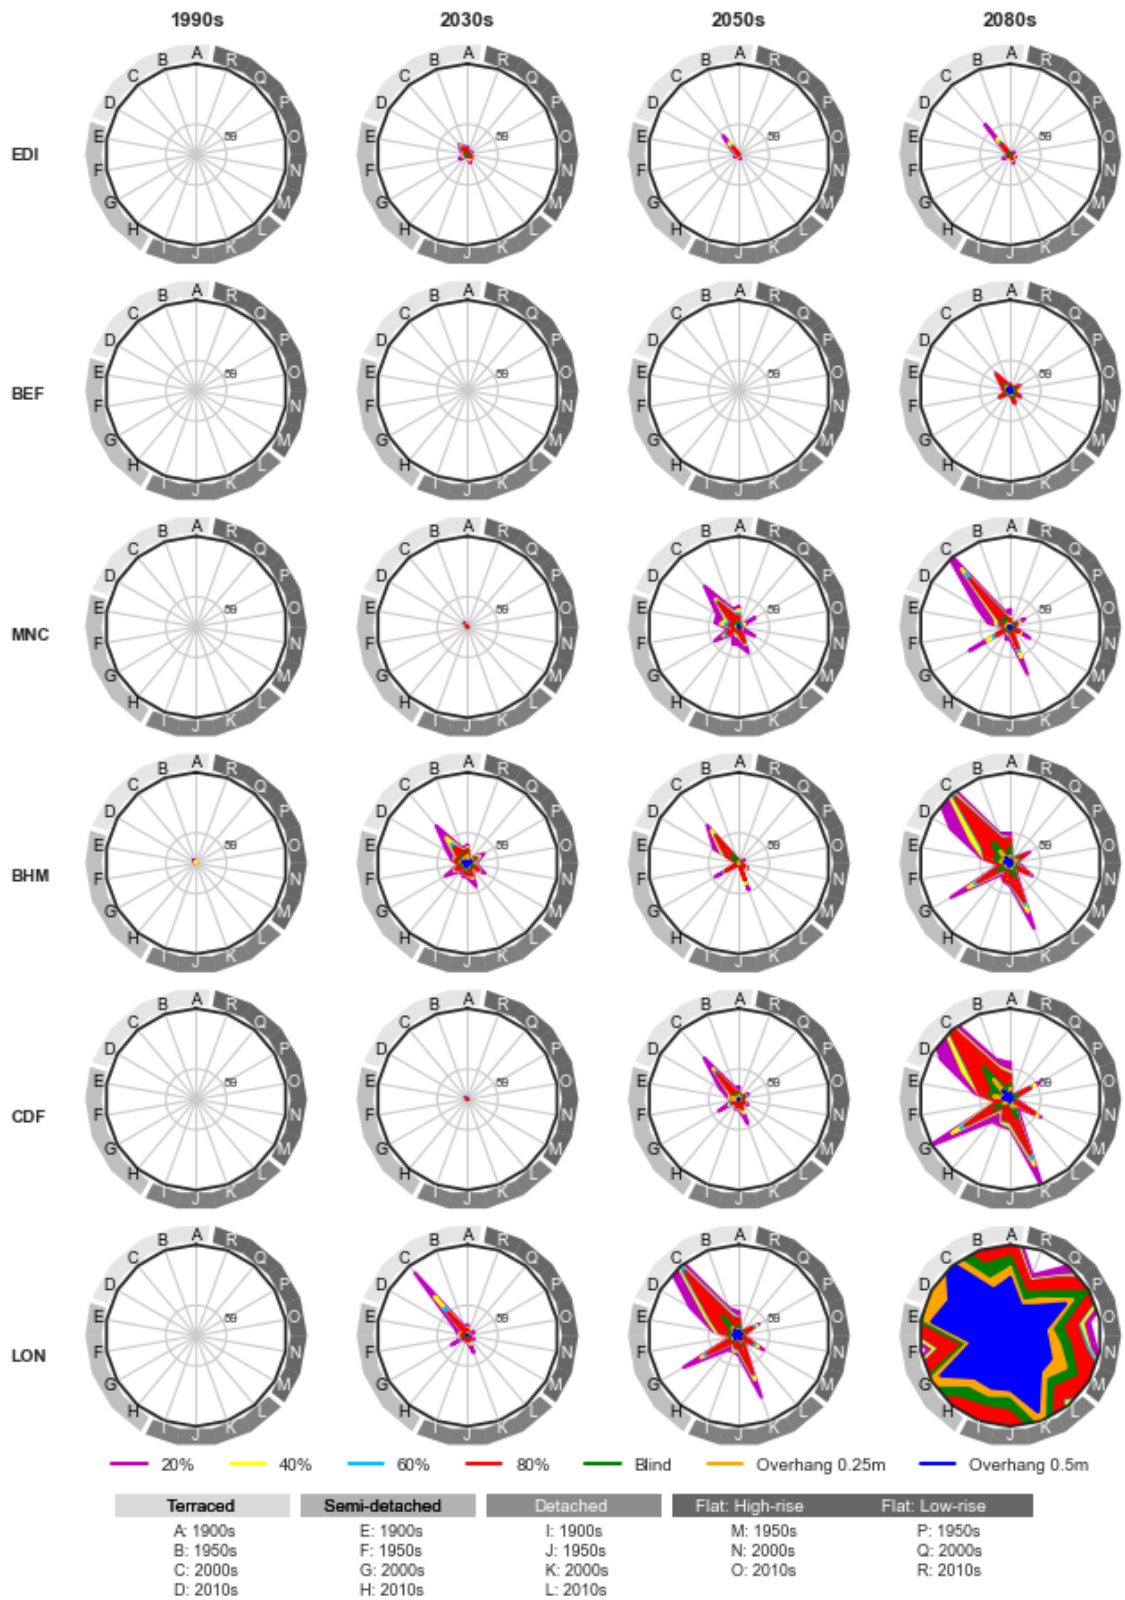 1990s 2030s 2050s 2080s
A R Q P O N M L K J I H G F E D C B
A R Q P O N M L K J I H G F E D C B
A R Q P O N M L K J I H G F E D C B
A R Q P O N M L K J I H G F E D C B
EDI
A R Q P O N M L K J I H G F E D C B
A R Q P O N M L K J I H G F E D C B
A R Q P O N M L K J I H G F E D C B
A R Q P O N M L K J I H G F E D C B
BEF
A R Q P O N M L K J I H G F E D C B
A R Q P O N M L K J I H G F E D C B
A R Q P O N M L K J I H G F E D C B
A R Q P O N M L K J I H G F E D C B
MNC
A R Q P O N M L K J I H G F E D C B
A R Q P O N M L K J I H G F E D C B
A R Q P O N M L K J I H G F E D C B
A R Q P O N M L K J I H G F E D C B
BHM
A R Q P O N M L K J I H G F E D C B
A R Q P O N M L K J I H G F E D C B
A R Q P O N M L K J I H G F E D C B
A R Q P O N M L K J I H G F E D C B
CDF
A R Q P O N M L K J I H G F E D C B
A R Q P O N M L K J I H G F E D C B
A R Q P O N M L K J I H G F E D C B
A R Q P O N M L K J I H G F E D C B
LON
20% 40% 60% 80% Blind Overhang 0.25m Overhang 0.5m
Terraced Semi-detached Detached Flat: High-rise Flat: Low-rise
A: 1900s E: 1900s I: 1900s M: 1950s P: 1950s
B: 1950s F: 1950s J: 1950s N: 2000s Q: 2000s
C: 2000s G: 2000s K: 2000s O: 2010s R: 2010s
D: 2010s H: 2010s L: 2010s